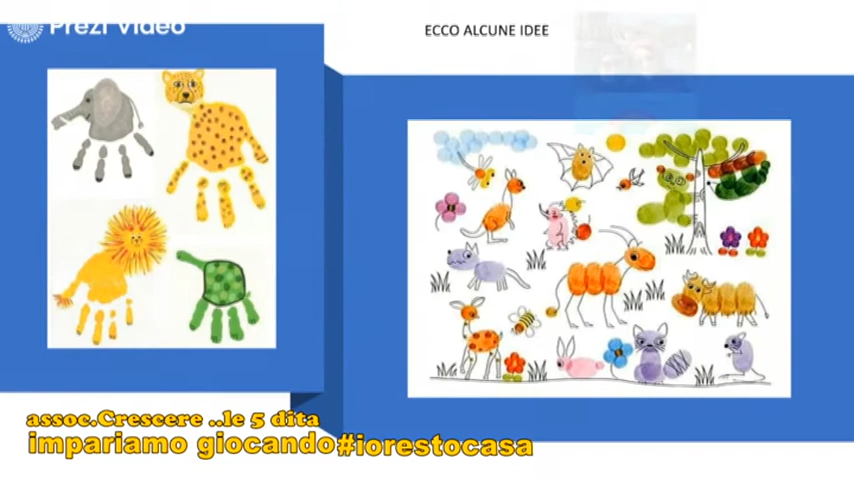 Prezi Video
ECCO ALCUNE IDEE
assoc.Crescere ..le 5 dita
impariamo giocando#iorestocasa